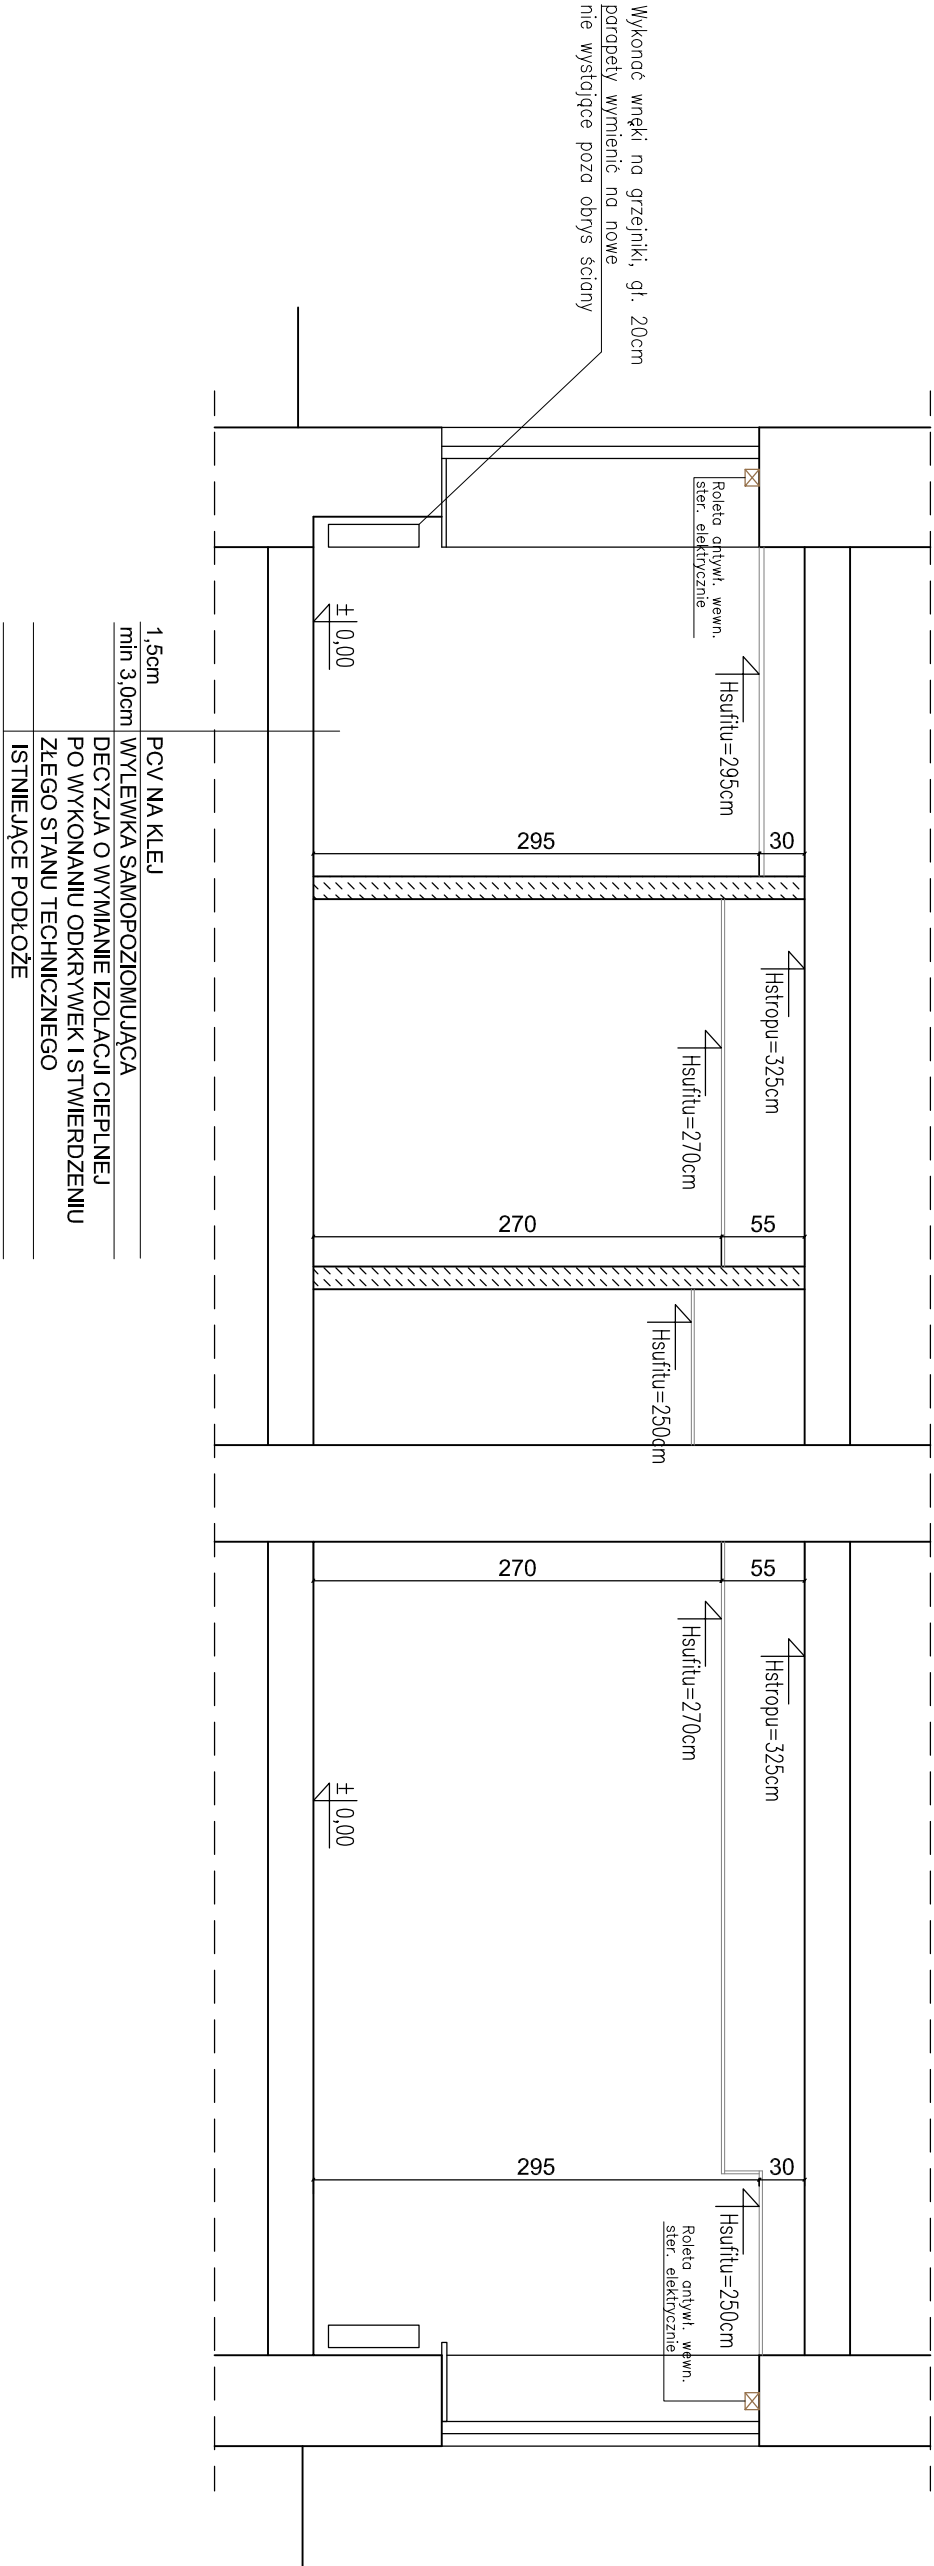 Wykonać wnęki na grzejniki, gł. 20cm
parapety wymienić na nowe
nie wystające poza obrys ściany
Roleta antywł. wewn.
ster. elektrycznie
± 0,00
Hsufitu=295cm
295
30
Hstropu=325cm
Hsufitu=270cm
270
55
Hsufitu=250cm
270
55
Hsufitu=270cm
Hstropu=325cm
± 0,00
295
30
Hsufitu=250cm
Roleta antywł. wewn.
ster. elektrycznie
1,5cm PCV NA KLEJ
min 3,0cm WYLEWKA SAMOPOZIOMUJĄCA
DECYZJA O WYMIANIE IZOLACJI CIEPLNEJ
PO WYKONANIU ODKRYWEK I STWIERDZENIU
ZŁEGO STANU TECHNICZNEGO
ISTNIEJĄCE PODŁOŻE